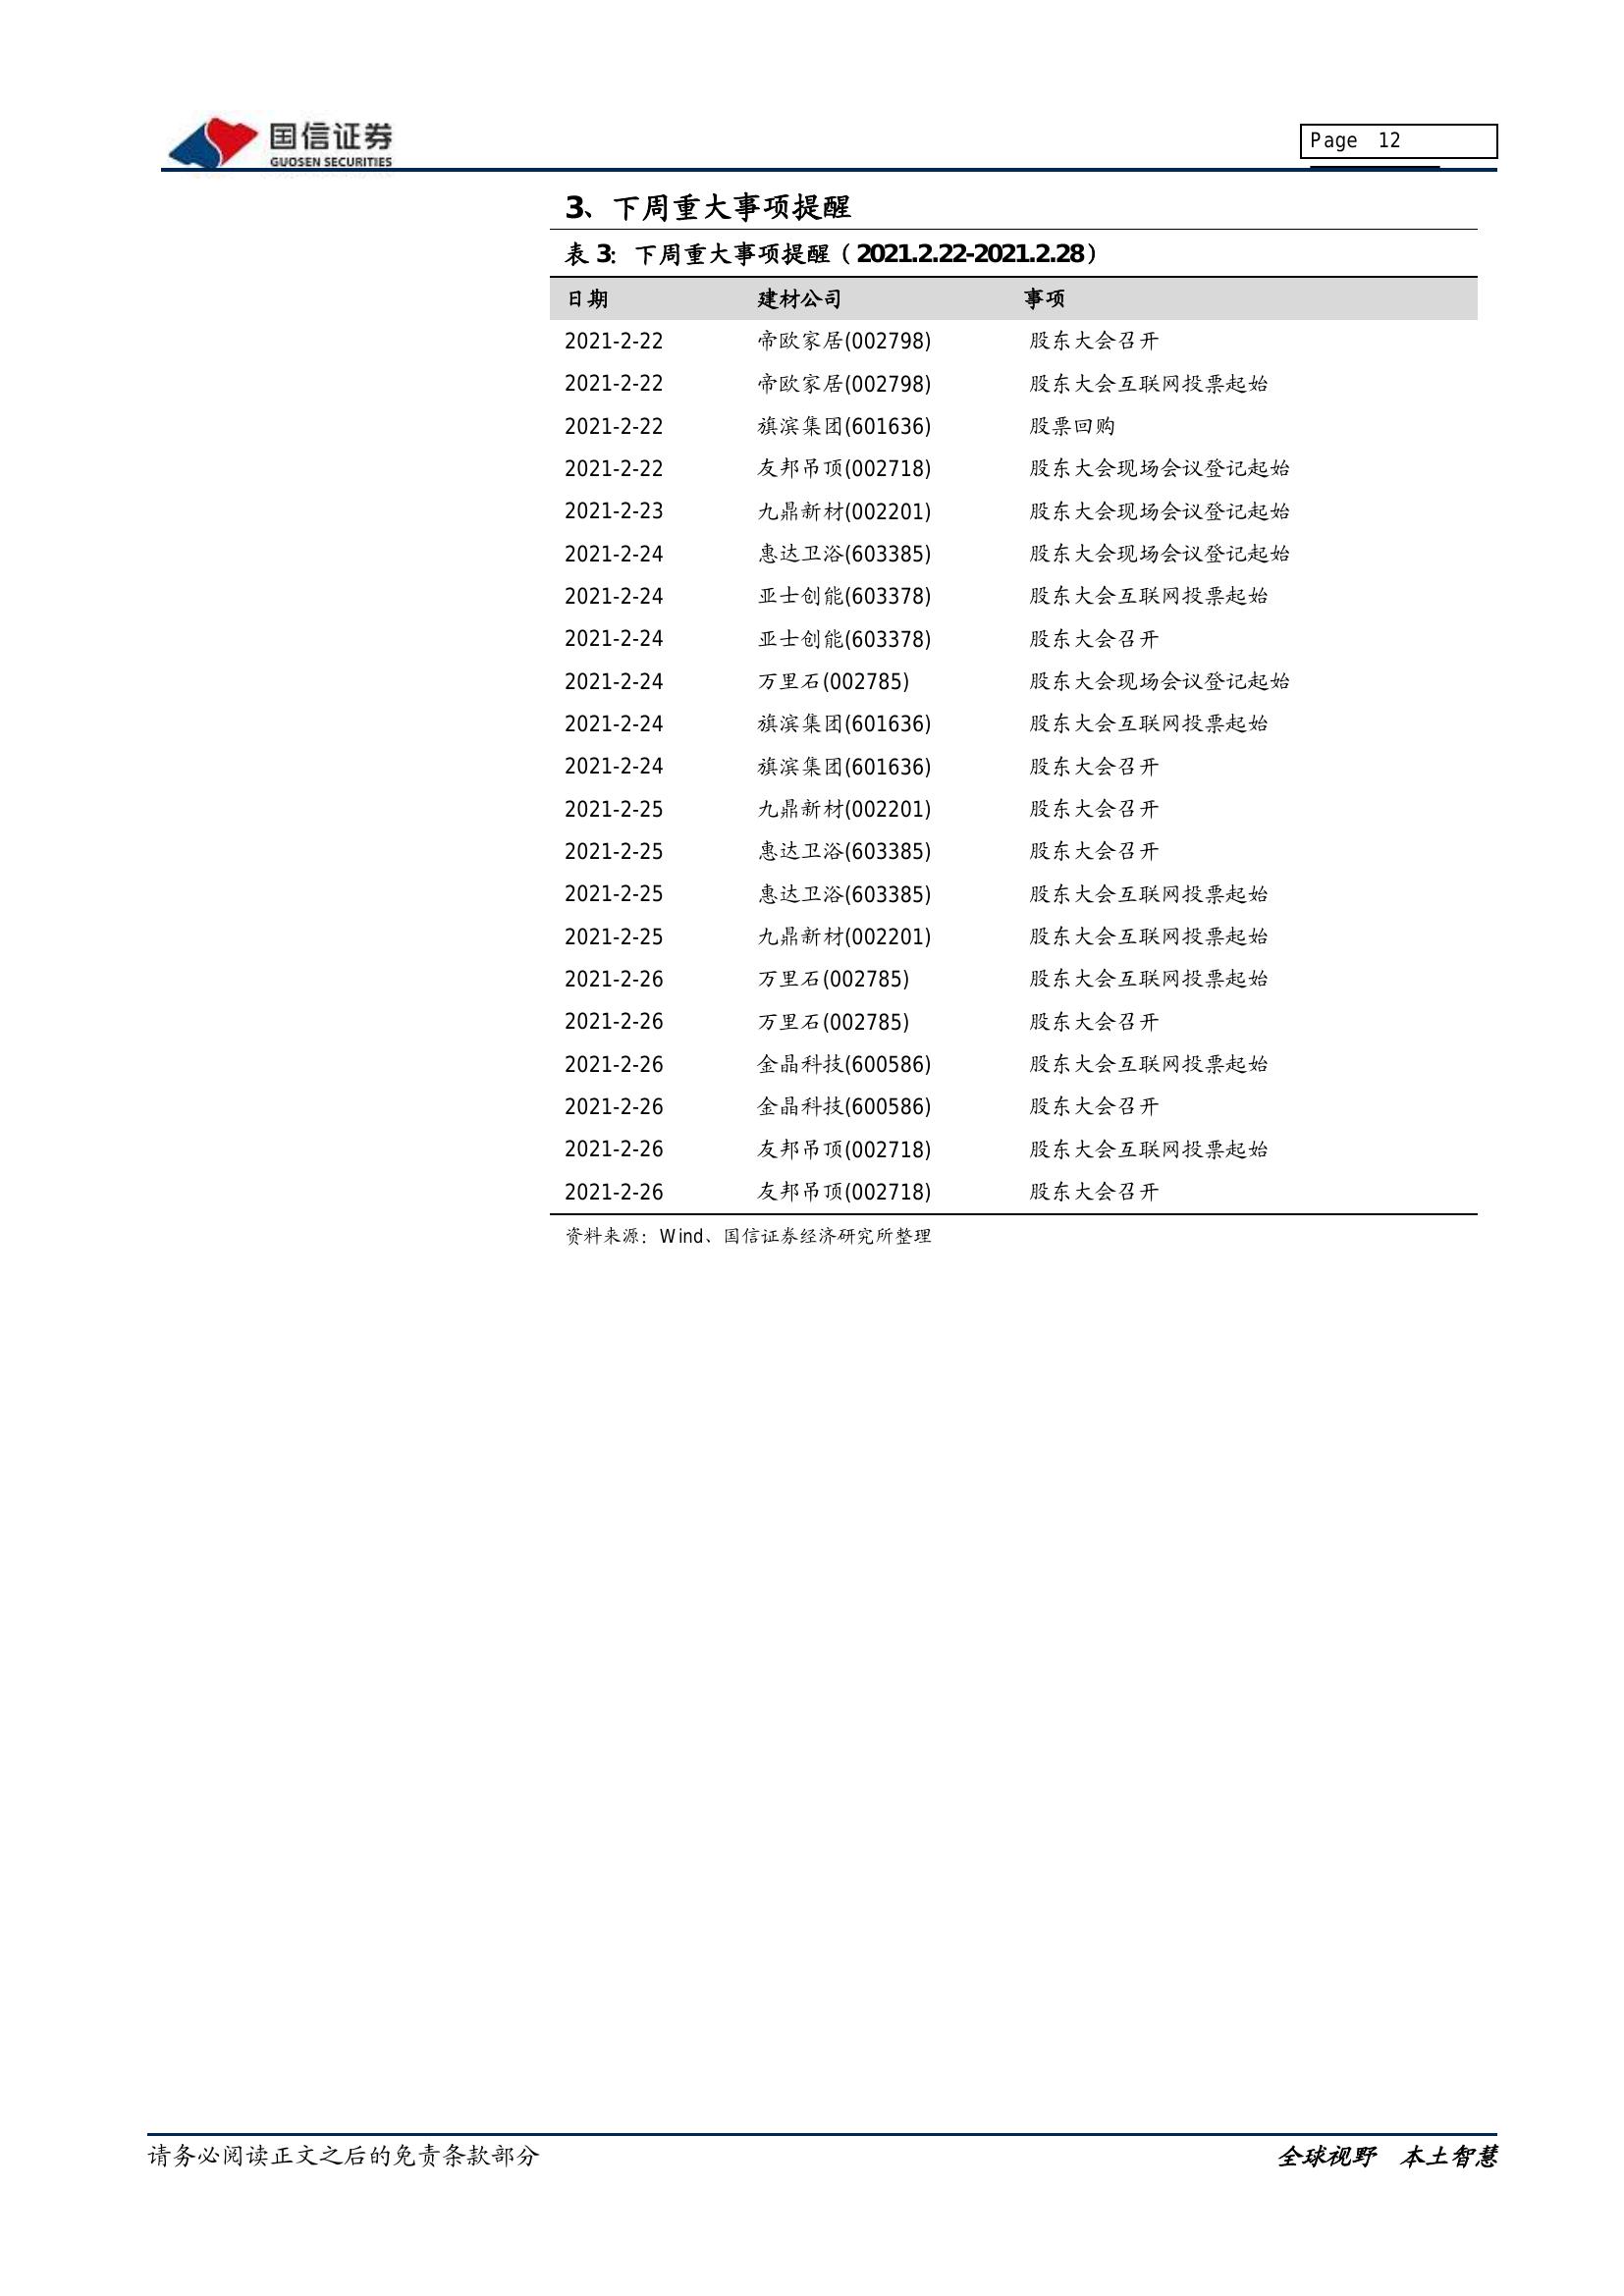 国信证券
GUOSEN SECURITIES
Page 12
3、下周重大事项提醒
表 3：下周重大事项提醒（2021.2.22-2021.2.28）
日期 建材公司 事项
2021-2-22 帝欧家居(002798) 股东大会召开
2021-2-22 帝欧家居(002798) 股东大会互联网投票起始
2021-2-22 旗滨集团(601636) 股票回购
2021-2-22 友邦吊顶(002718) 股东大会现场会议登记起始
2021-2-23 九鼎新材(002201) 股东大会现场会议登记起始
2021-2-24 惠达卫浴(603385) 股东大会现场会议登记起始
2021-2-24 亚士创能(603378) 股东大会互联网投票起始
2021-2-24 亚士创能(603378) 股东大会召开
2021-2-24 万里石(002785) 股东大会现场会议登记起始
2021-2-24 旗滨集团(601636) 股东大会互联网投票起始
2021-2-24 旗滨集团(601636) 股东大会召开
2021-2-25 九鼎新材(002201) 股东大会召开
2021-2-25 惠达卫浴(603385) 股东大会召开
2021-2-25 惠达卫浴(603385) 股东大会互联网投票起始
2021-2-25 九鼎新材(002201) 股东大会互联网投票起始
2021-2-26 万里石(002785) 股东大会互联网投票起始
2021-2-26 万里石(002785) 股东大会召开
2021-2-26 金晶科技(600586) 股东大会互联网投票起始
2021-2-26 金晶科技(600586) 股东大会召开
2021-2-26 友邦吊顶(002718) 股东大会互联网投票起始
2021-2-26 友邦吊顶(002718) 股东大会召开
资料来源：Wind、国信证券经济研究所整理
请务必阅读正文之后的免责条款部分 全球视野 本土智慧